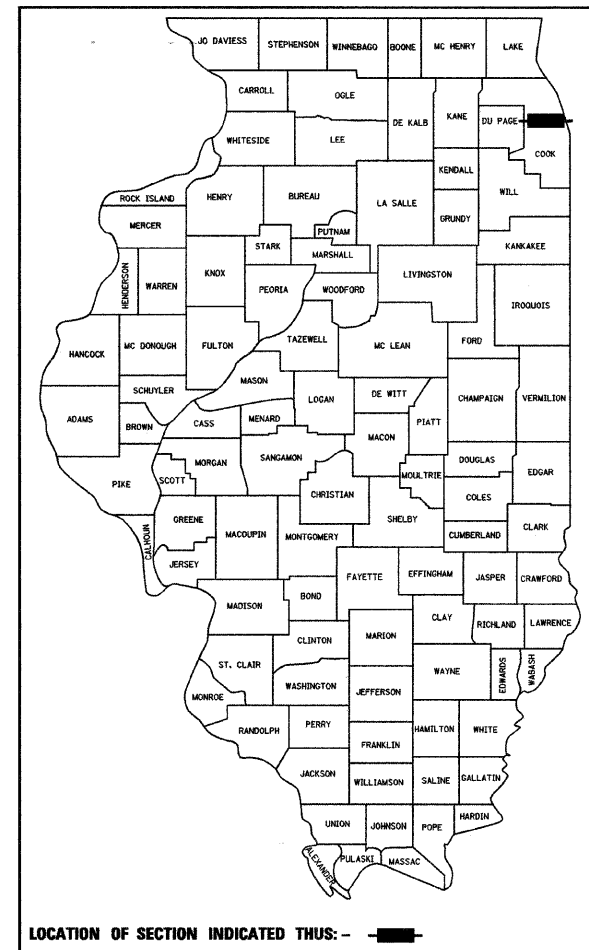 JO DAVIESS STEPHENSON WINNEBAGO BOONE MC HENRY LAKE
CARROLL OGLE
DE KALB KANE DU PAGE COOK
WHITESIDE LEE
KENDALL WILL
ROCK ISLAND HENRY BUREAU LA SALLE
GRUNDY
MERCER PUTNAM
STARK MARSHALL KANKAKEE
HENDERSON WARREN KNOX PEORIA WOODFORD LIVINGSTON
IROQUOIS
HANCOCK MC DONOUGH FULTON TAZEWELL MC LEAN FORD
SCHUYLER MASON LOGAN DE WITT CHAMPAIGN VERMILION
ADAMS BROWN CASS MENARD MACON PIATT
MORGAN SANGAMON DOUGLAS EDGAR
PIKE SCOTT CHRISTIAN MOULTRIE COLES
GREENE MACOUPIN MONTGOMERY SHELBY CUMBERLAND CLARK
CALHOUN JERSEY FAYETTE EFFINGHAM JASPER CRAWFORD
MADISON BOND
CLAY RICHLAND LAWRENCE
CLINTON MARION
ST. CLAIR WAYNE EDWARDS WABASH
WASHINGTON JEFFERSON
MONROE
RANDOLPH PERRY HAMILTON WHITE
FRANKLIN
JACKSON WILLIAMSON SALINE GALLATIN
UNION JOHNSON POPE HARDIN
ALEXANDER PULASKI MASSAC
LOCATION OF SECTION INDICATED THUS: –